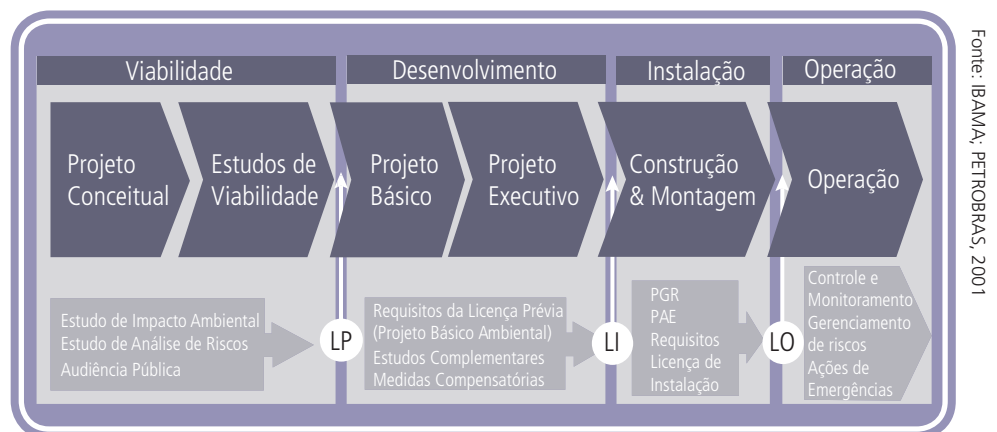 Viabilidade
Desenvolvimento
Instalação
Operação
Projeto
Conceitual
Estudos de
Viabilidade
Projeto
Básico
Projeto
Executivo
Construção
& Montagem
Operação
Estudo de Impacto Ambiental
Estudo de Análise de Riscos
Audiência Pública
LP
Requisitos da Licença Prévia
(Projeto Básico Ambiental)
Estudos Complementares
Medidas Compensatórias
LI
PGR
PAE
Requisitos
Licença de
Instalação
LO
Controle e
Monitoramento
Gerenciamento
de riscos
Ações de
Emergências
Fonte: IBAMA; PETROBRAS, 2001